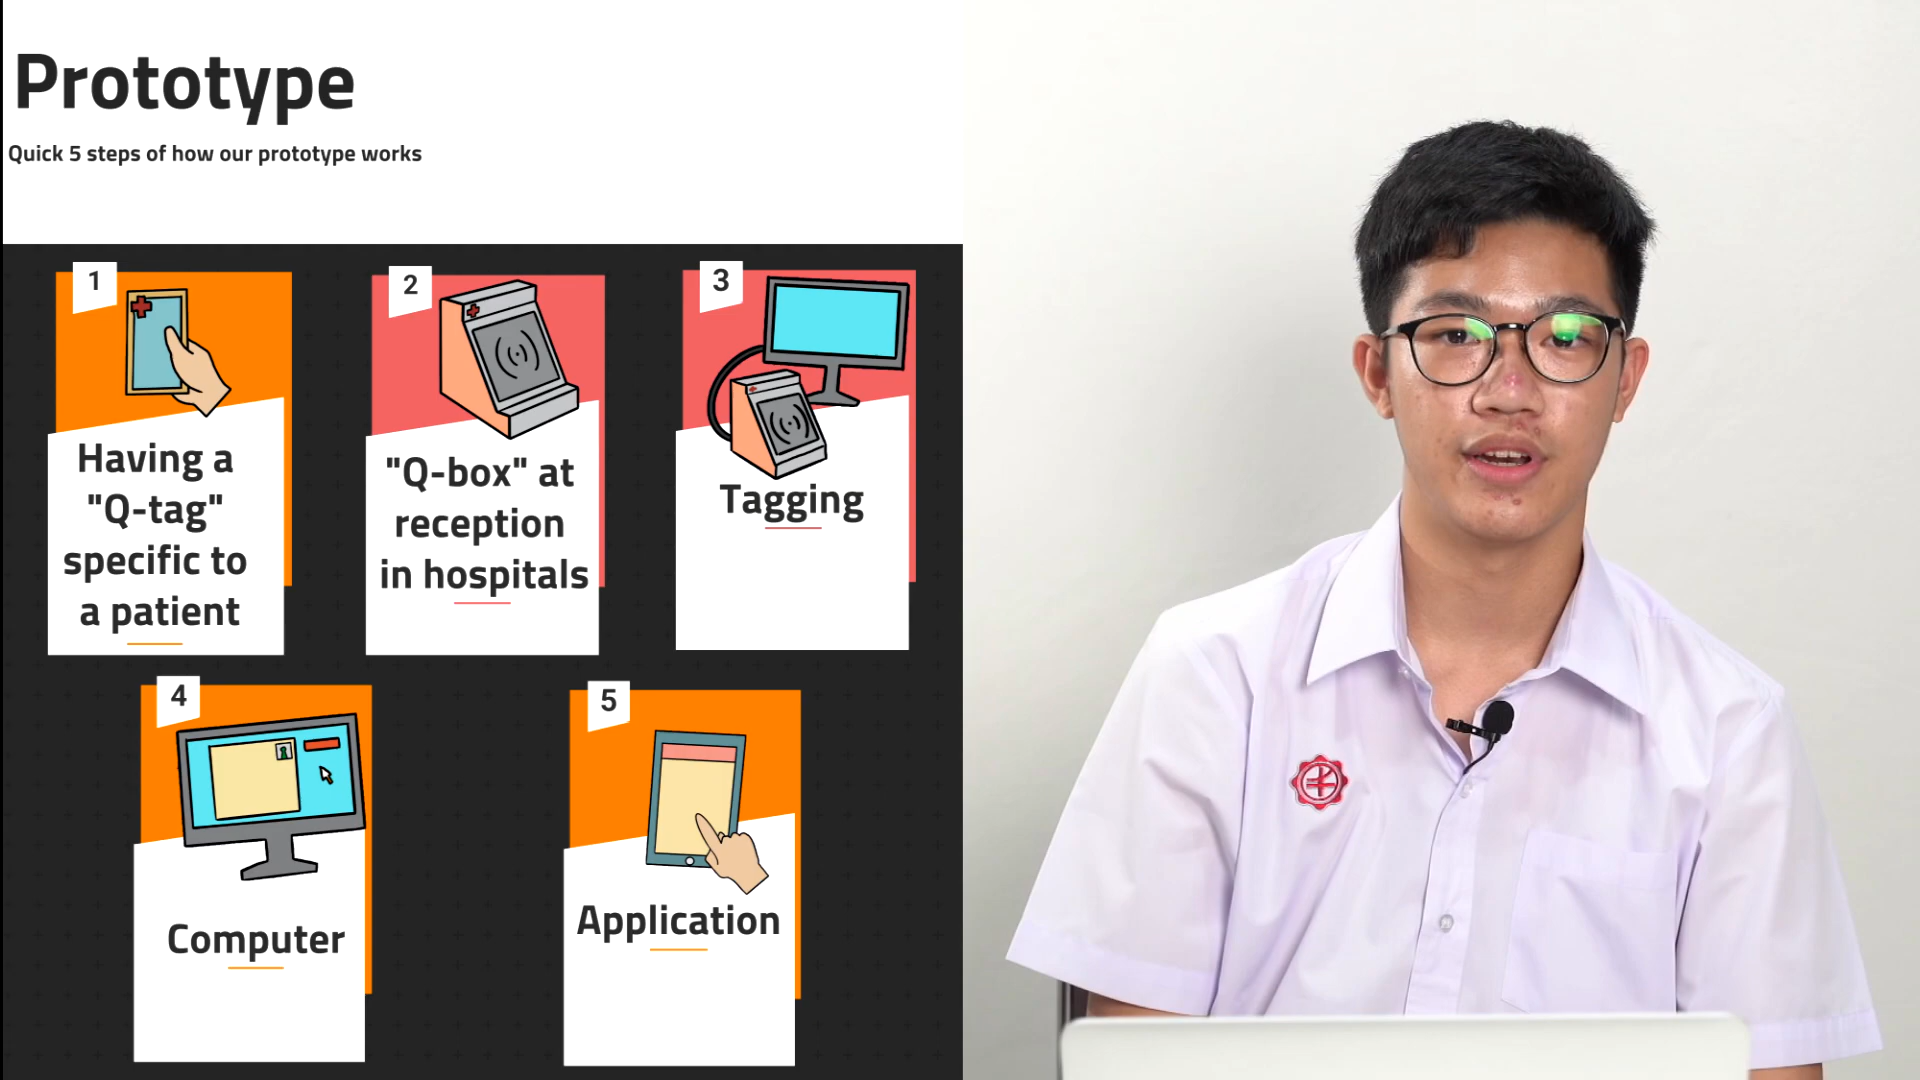 Prototype
Quick 5 steps of how our prototype works
1
Having a
"Q-tag"
specific to
a patient
2
"Q-box" at
reception
in hospitals
3
Tagging
4
Computer
5
Application